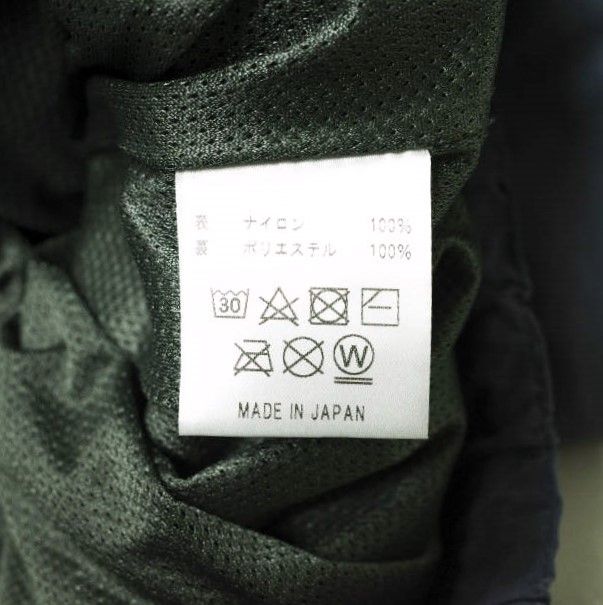 表 ナイロン 100%
裏 ポリエステル 100%
30
W
MADE IN JAPAN